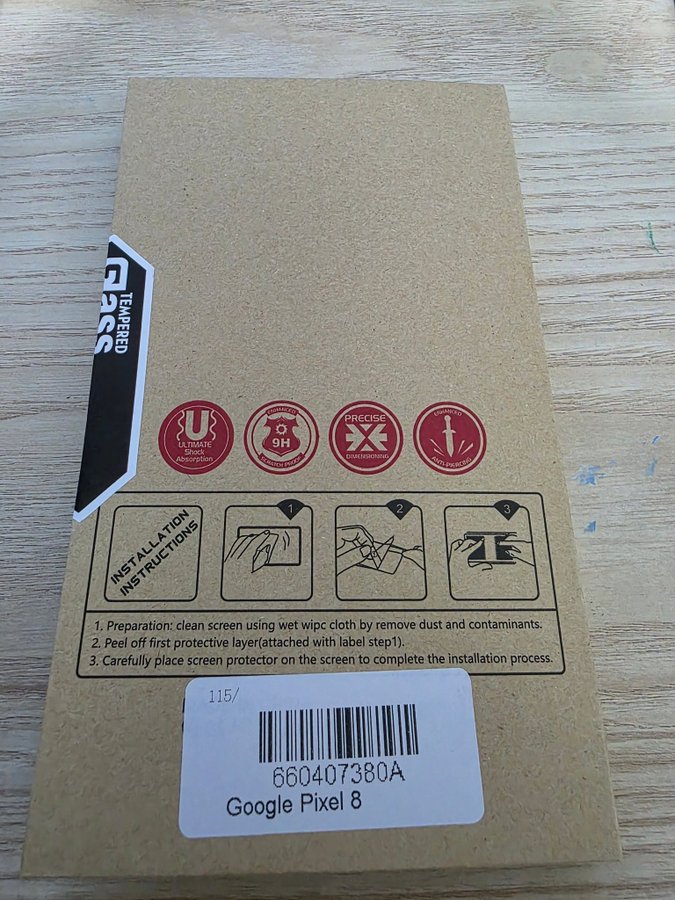 TEMPERED
Glass
U
ULTIMATE
Shock
Absorption
ENHANCED
9H
SCRATCH PROOF
PRECISE
DIMENSIONING
ENHANCED
ANTI-PIERCING
INSTALLATION
INSTRUCTIONS
1
2
3
1. Preparation: clean screen using wet wipc cloth by remove dust and contaminants.
2. Peel off first protective layer(attached with label step1).
3. Carefully place screen protector on the screen to complete the installation process.
115/
660407380A
Google Pixel 8